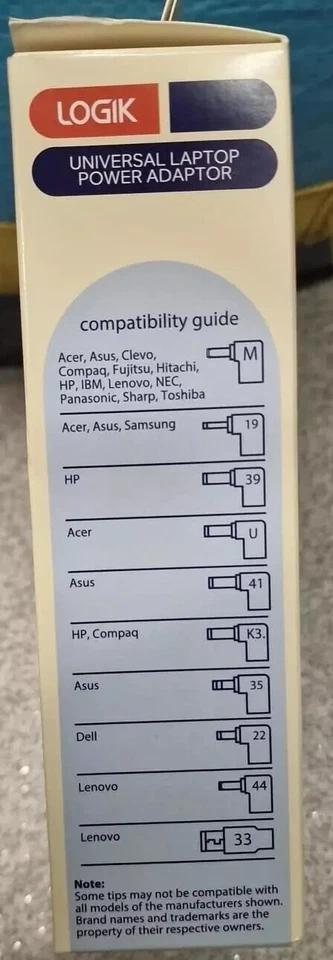 LOGIK
UNIVERSAL LAPTOP
POWER ADAPTOR
compatibility guide
Acer, Asus, Clevo,
Compaq, Fujitsu, Hitachi,
HP, IBM, Lenovo, NEC,
Panasonic, Sharp, Toshiba
M
Acer, Asus, Samsung 19
HP 39
Acer U
Asus 41
HP, Compaq K3.
Asus 35
Dell 22
Lenovo 44
Lenovo 33
Note:
Some tips may not be compatible with
all models of the manufacturers shown.
Brand names and trademarks are the
property of their respective owners.